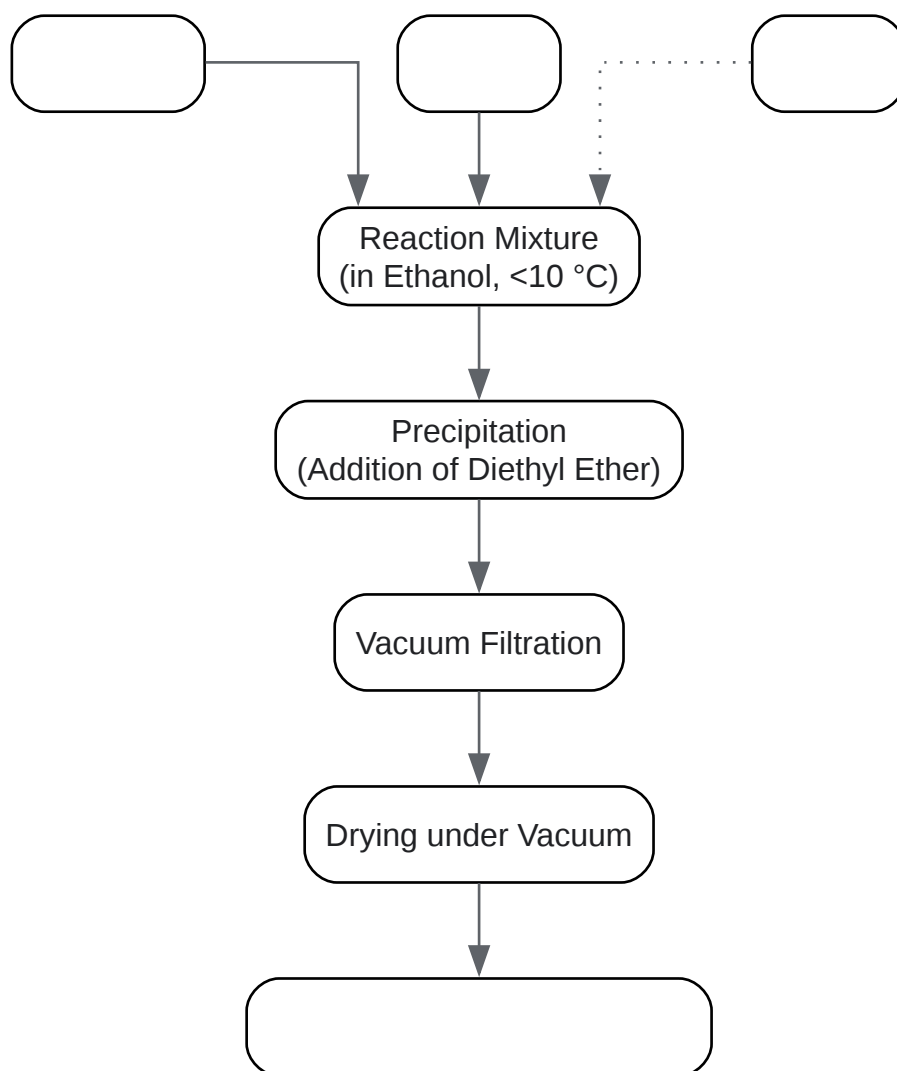 Reaction Mixture
(in Ethanol, <10 °C)
Precipitation
(Addition of Diethyl Ether)
Vacuum Filtration
Drying under Vacuum